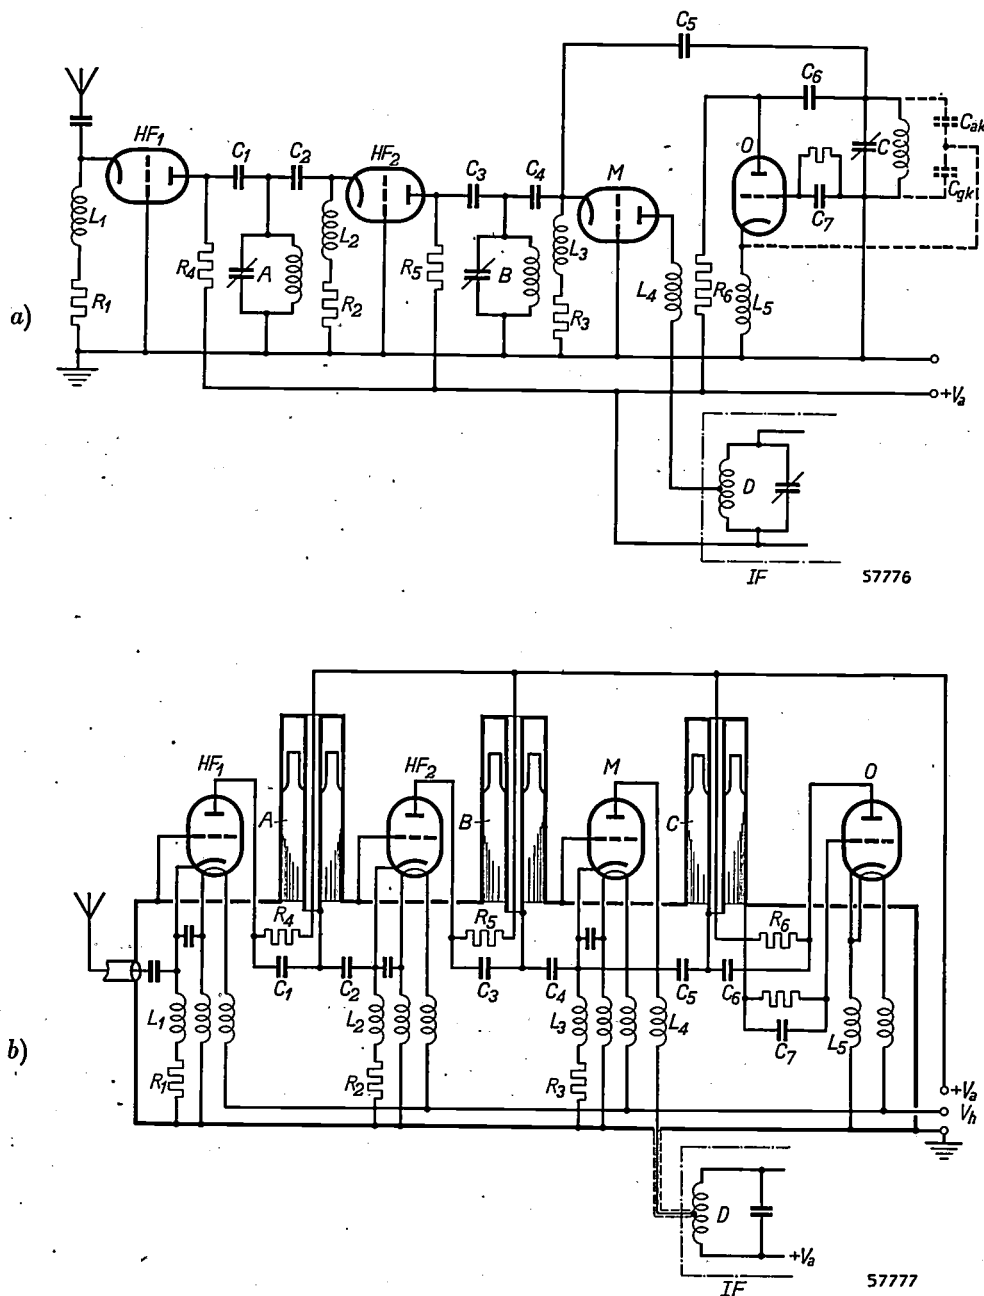 C5
C6
HF1
C1
C2
HF2
C3
C4
M
O
C
Cak
Cgk
C7
L1
L2
L3
R4
A
R5
B
L4
R6
L5
R1
R2
R3
a)
+Va
D
IF
57776
HF1
HF2
M
O
A
B
C
R4
R5
R6
C1
C2
C3
C4
C5
C6
C7
L1
L2
L3
L4
L5
R1
R2
R3
b)
+Va
Vh
D
+Va
IF
57777